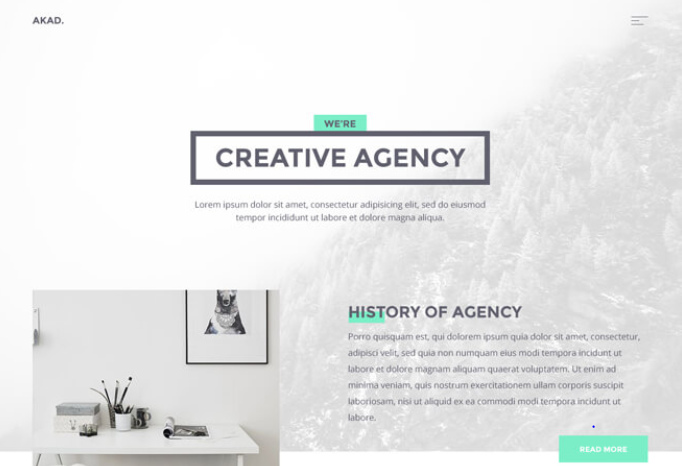 AKAD.
WE'RE
CREATIVE AGENCY
Lorem ipsum dolor sit amet, consectetur adipisicing elit, sed do eiusmod
tempor incididunt ut labore et dolore magna aliqua.
HISTORY OF AGENCY
Porro quisquam est, qui dolorem ipsum quia dolor sit amet, consectetur,
adipisci velit, sed quia non numquam eius modi tempora incidunt ut
labore et dolore magnam aliquam quaerat voluptatem. Ut enim ad
minima veniam, quis nostrum exercitationem ullam corporis suscipit
laboriosam, nisi ut aliquid ex ea commodi modi tempora incidunt ut
labore.
READ MORE